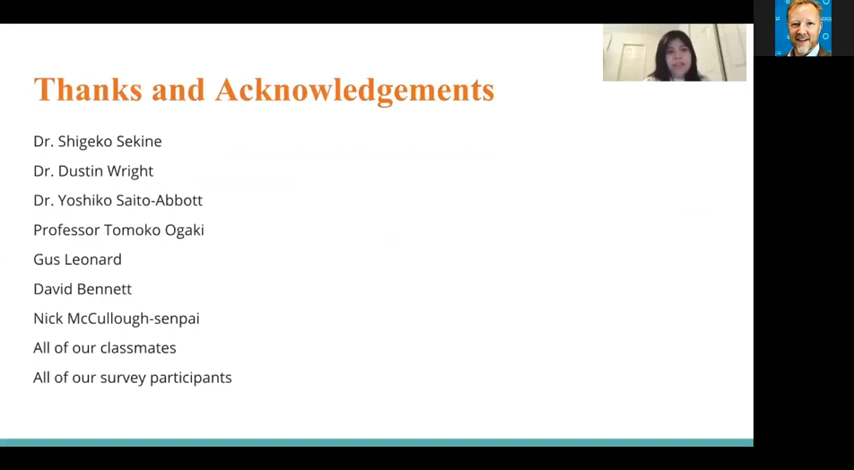 Thanks and Acknowledgements
Dr. Shigeko Sekine
Dr. Dustin Wright
Dr. Yoshiko Saito-Abbott
Professor Tomoko Ogaki
Gus Leonard
David Bennett
Nick McCullough-senpai
All of our classmates
All of our survey participants